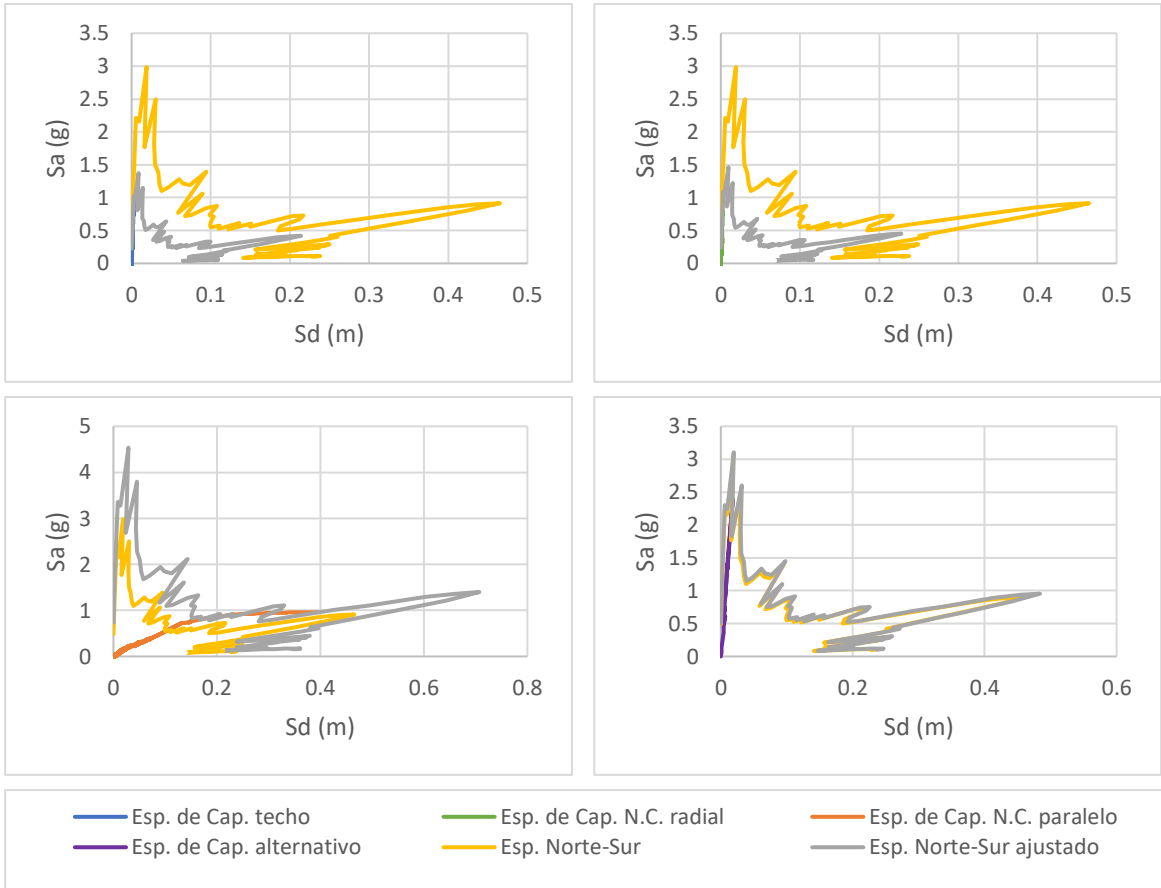 3.5
3
2.5
2
1.5
1
0.5
0
Sa (g)
0 0.1 0.2 0.3 0.4 0.5
Sd (m)
3.5
3
2.5
2
1.5
1
0.5
0
Sa (g)
0 0.1 0.2 0.3 0.4 0.5
Sd (m)
5
4
3
2
1
0
Sa (g)
0 0.2 0.4 0.6 0.8
Sd (m)
3.5
3
2.5
2
1.5
1
0.5
0
Sa (g)
0 0.2 0.4 0.6
Sd (m)
Esp. de Cap. techo Esp. de Cap. N.C. radial Esp. de Cap. N.C. paralelo
Esp. de Cap. alternativo Esp. Norte-Sur Esp. Norte-Sur ajustado